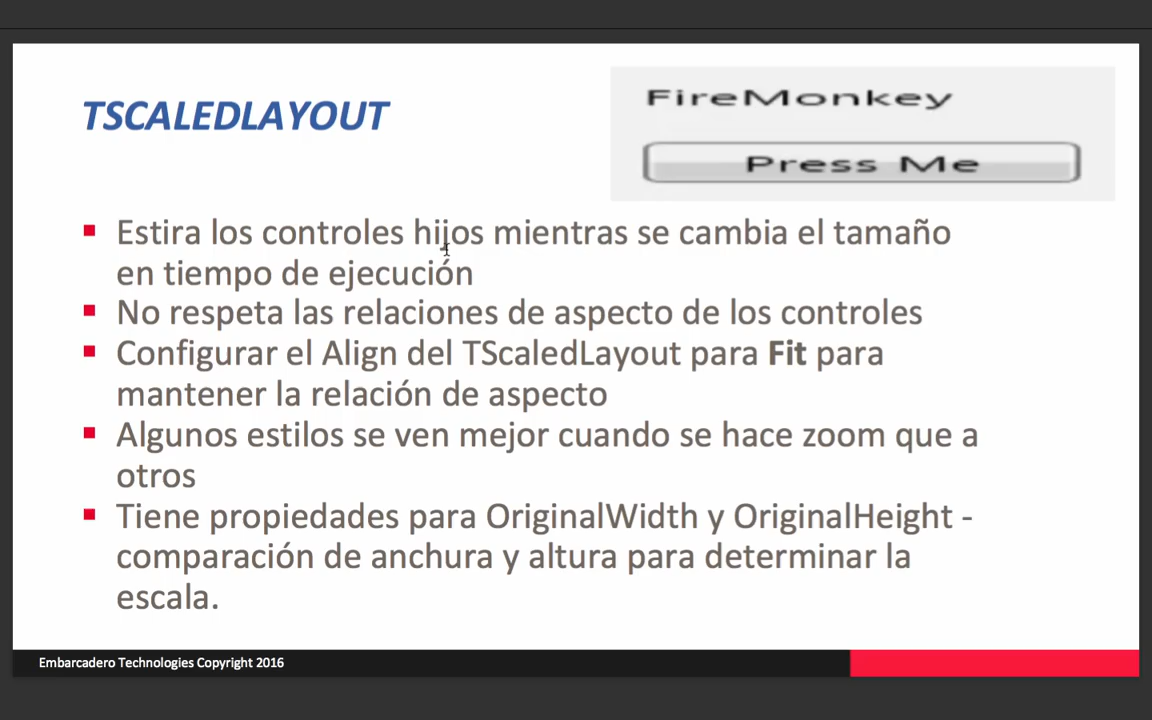 TSCALEDLAYOUT
FireMonkey
Press Me
Estira los controles hijos mientras se cambia el tamaño
en tiempo de ejecución
No respeta las relaciones de aspecto de los controles
Configurar el Align del TScaledLayout para Fit para
mantener la relación de aspecto
Algunos estilos se ven mejor cuando se hace zoom que a
otros
Tiene propiedades para OriginalWidth y OriginalHeight -
comparación de anchura y altura para determinar la
escala.
Embarcadero Technologies Copyright 2016